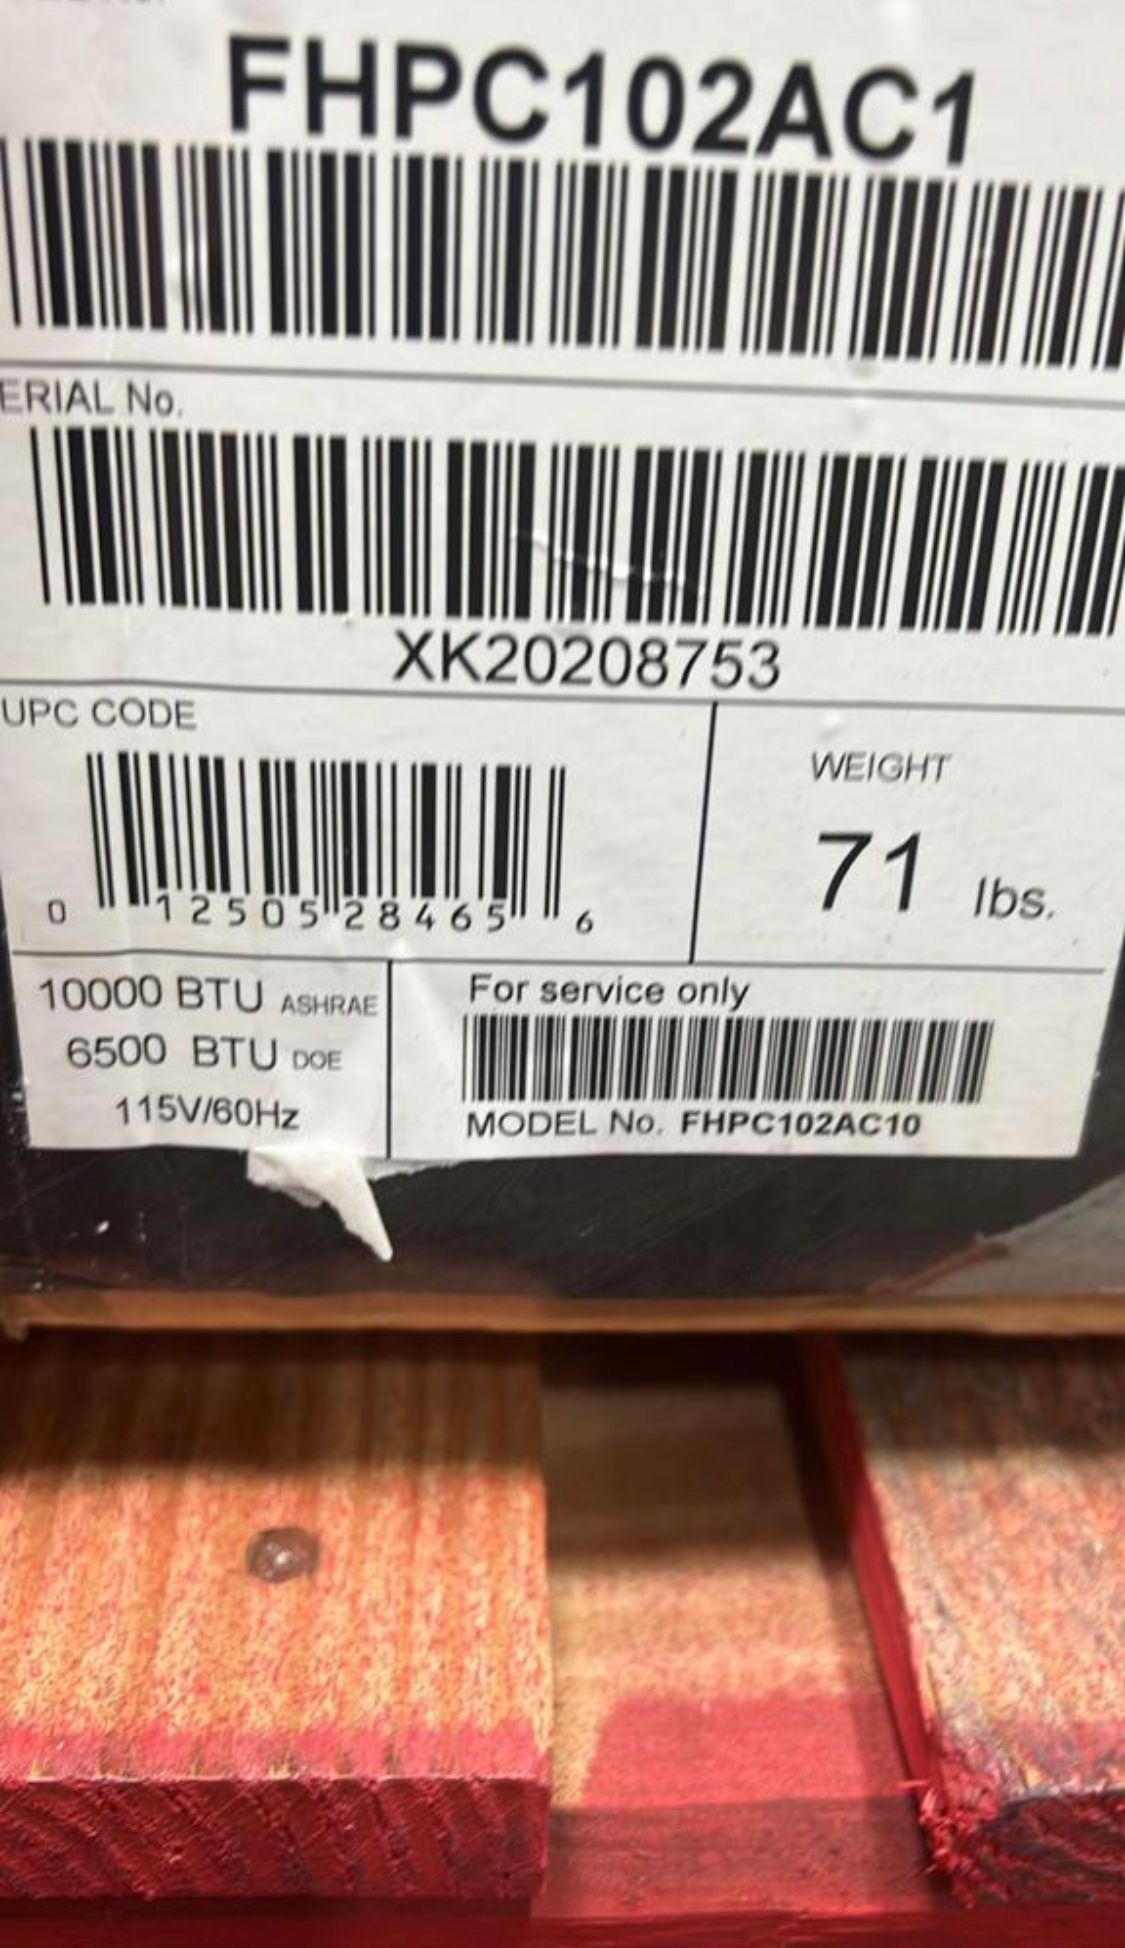 FHPC102AC1
ERIAL No.
XK20208753
UPC CODE
WEIGHT
71 lbs.
0 12505 28465 6
10000 BTU ASHRAE
6500 BTU DOE
115V/60Hz
For service only
MODEL No. FHPC102AC10